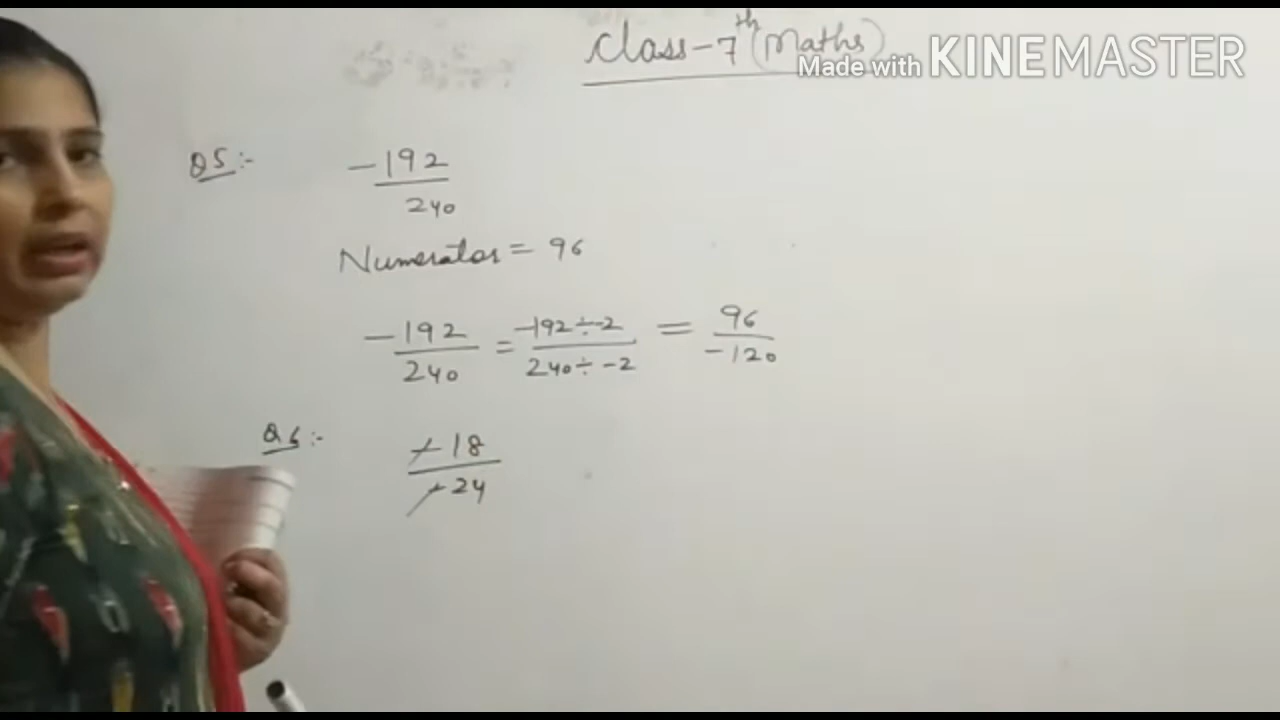 Class-7th (Maths)
Made with KINEMASTER
Q5:-
-192
240
Numerator = 96
-192 = -192÷-2 = 96
240 240÷-2 -120
Q6:-
-18
-24